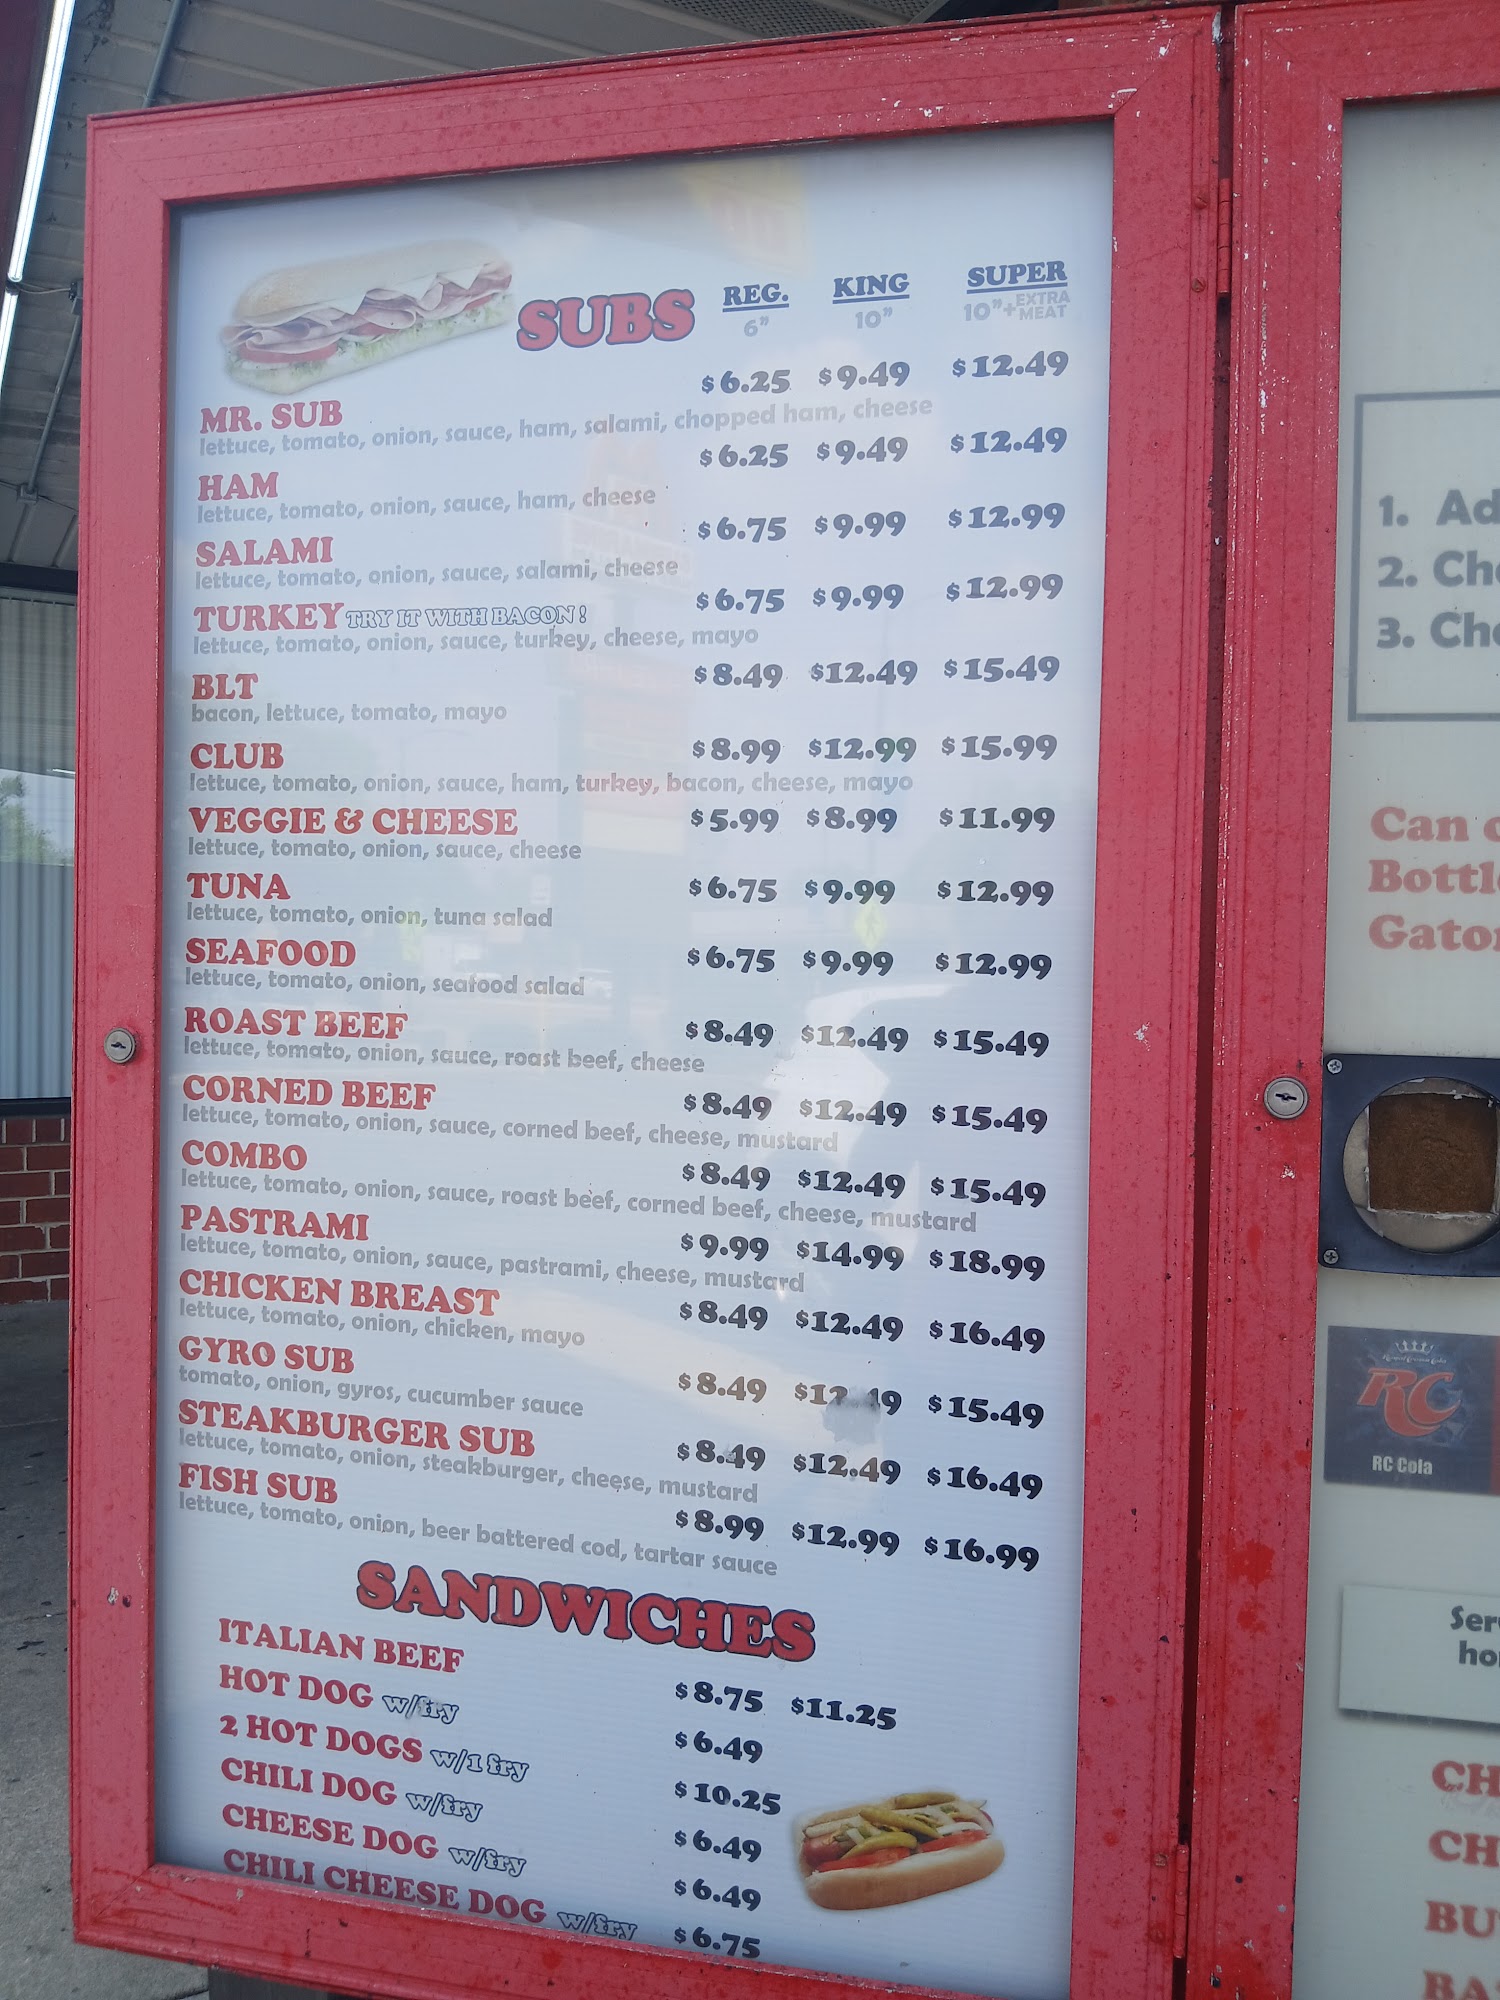 SUBS REG. KING SUPER
6" 10" 10"+EXTRA MEAT
MR. SUB $6.25 $9.49 $12.49
lettuce, tomato, onion, sauce, ham, salami, chopped ham, cheese
HAM $6.25 $9.49 $12.49
lettuce, tomato, onion, sauce, ham, cheese
SALAMI $6.75 $9.99 $12.99
lettuce, tomato, onion, sauce, salami, cheese
TURKEY TRY IT WITH BACON! $6.75 $9.99 $12.99
lettuce, tomato, onion, sauce, turkey, cheese, mayo
BLT $8.49 $12.49 $15.49
bacon, lettuce, tomato, mayo
CLUB $8.99 $12.99 $15.99
lettuce, tomato, onion, sauce, ham, turkey, bacon, cheese, mayo
VEGGIE & CHEESE $5.99 $8.99 $11.99
lettuce, tomato, onion, sauce, cheese
TUNA $6.75 $9.99 $12.99
lettuce, tomato, onion, tuna salad
SEAFOOD $6.75 $9.99 $12.99
lettuce, tomato, onion, seafood salad
ROAST BEEF $8.49 $12.49 $15.49
lettuce, tomato, onion, sauce, roast beef, cheese
CORNED BEEF $8.49 $12.49 $15.49
lettuce, tomato, onion, sauce, corned beef, cheese, mustard
COMBO $8.49 $12.49 $15.49
lettuce, tomato, onion, sauce, roast beef, corned beef, cheese, mustard
PASTRAMI $9.99 $14.99 $18.99
lettuce, tomato, onion, sauce, pastrami, cheese, mustard
CHICKEN BREAST $8.49 $12.49 $16.49
lettuce, tomato, onion, chicken, mayo
GYRO SUB $8.49 $15.49
tomato, onion, gyros, cucumber sauce
STEAKBURGER SUB $8.49 $12.49 $16.49
lettuce, tomato, onion, steakburger, cheese, mustard
FISH SUB $8.99 $12.99 $16.99
lettuce, tomato, onion, beer battered cod, tartar sauce
SANDWICHES
ITALIAN BEEF $8.75 $11.25
HOT DOG w/fry $6.49
2 HOT DOGS w/1 fry $10.25
CHILI DOG w/fry $6.49
CHEESE DOG w/fry $6.49
CHILI CHEESE DOG w/fry $6.75
1. Ad
2. Ch
3. Ch
Can
Bottl
Gato
RC
RC Cola
Ser
ho
CH
CH
BU
BA